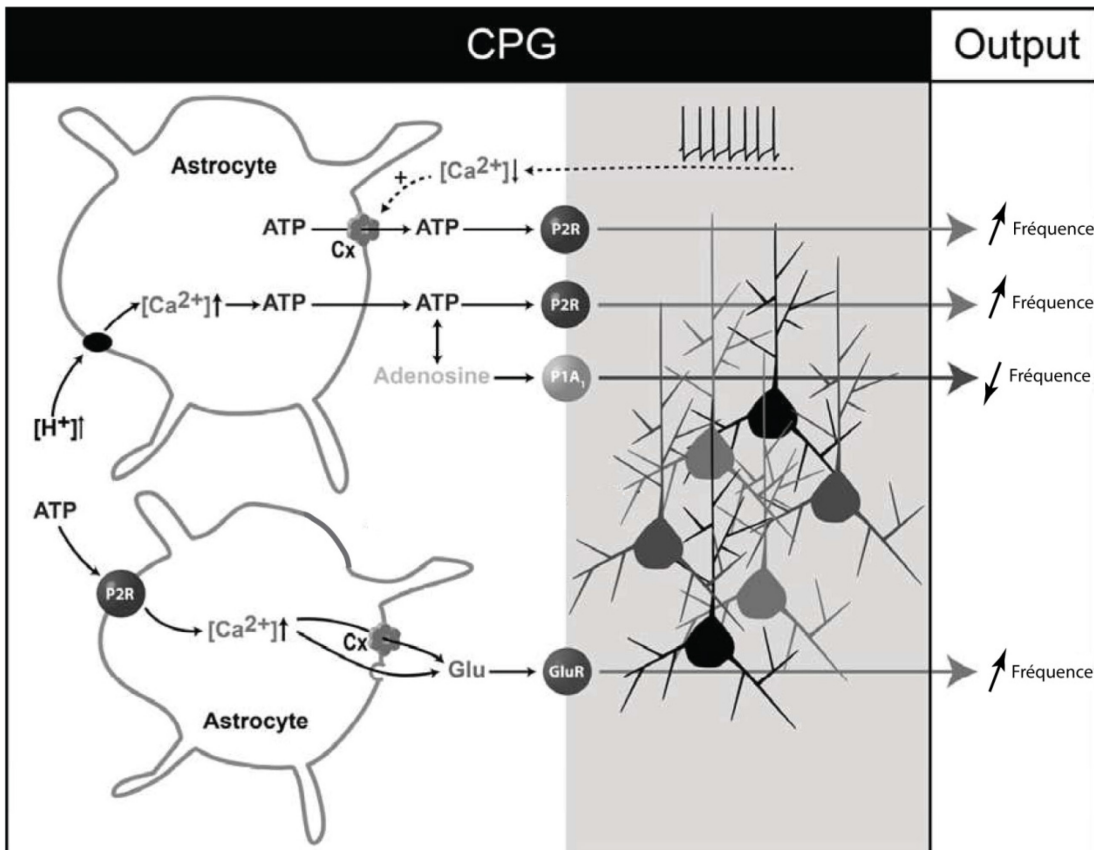 CPG
Output
Astrocyte
+
[Ca2+]↓
ATP
ATP
P2R
Fréquence
Cx
[Ca2+]↑
ATP
ATP
P2R
Fréquence
Adenosine
P1A1
Fréquence
[H+]↑
ATP
P2R
[Ca2+]↑
Cx
Glu
GluR
Fréquence
Astrocyte